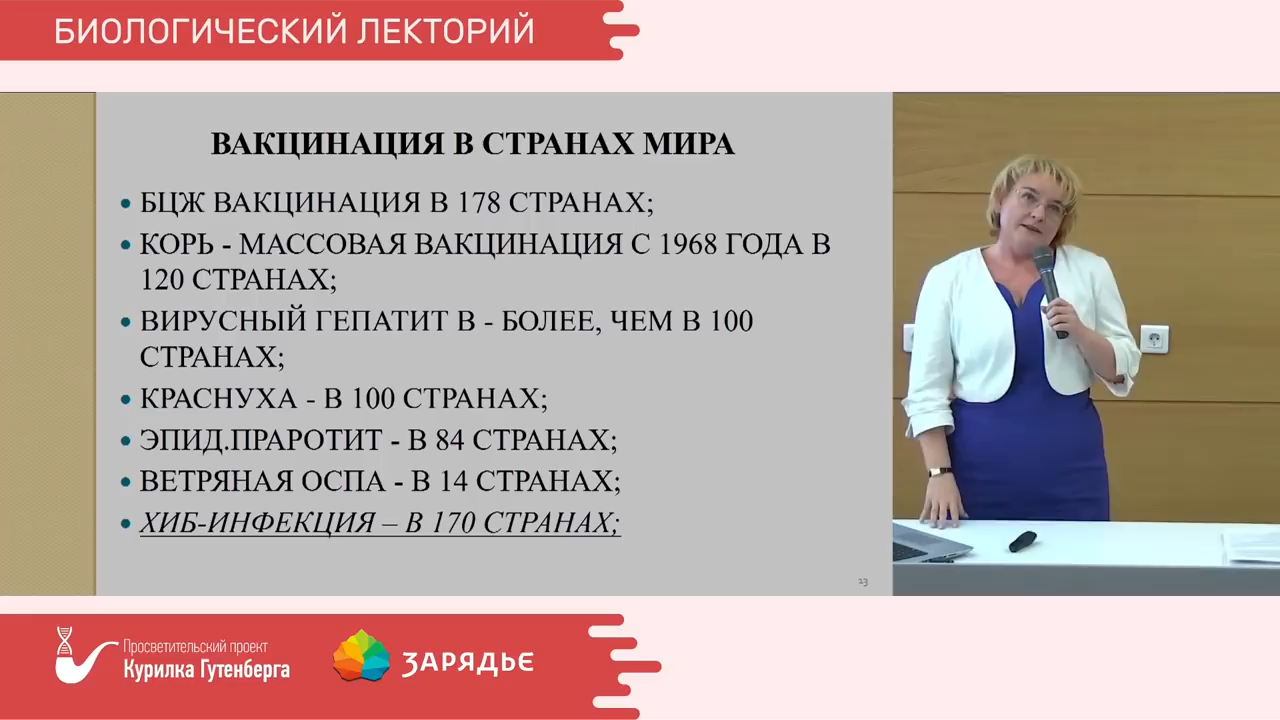 БИОЛОГИЧЕСКИЙ ЛЕКТОРИЙ
ВАКЦИНАЦИЯ В СТРАНАХ МИРА
• БЦЖ ВАКЦИНАЦИЯ В 178 СТРАНАХ;
• КОРЬ - МАССОВАЯ ВАКЦИНАЦИЯ С 1968 ГОДА В
120 СТРАНАХ;
• ВИРУСНЫЙ ГЕПАТИТ В - БОЛЕЕ, ЧЕМ В 100
СТРАНАХ;
• КРАСНУХА - В 100 СТРАНАХ;
• ЭПИД.ПРАРОТИТ - В 84 СТРАНАХ;
• ВЕТРЯНАЯ ОСПА - В 14 СТРАНАХ;
• ХИБ-ИНФЕКЦИЯ – В 170 СТРАНАХ;
13
Просветительский проект
Курилка Гутенберга
ЗАРЯДЬЕ